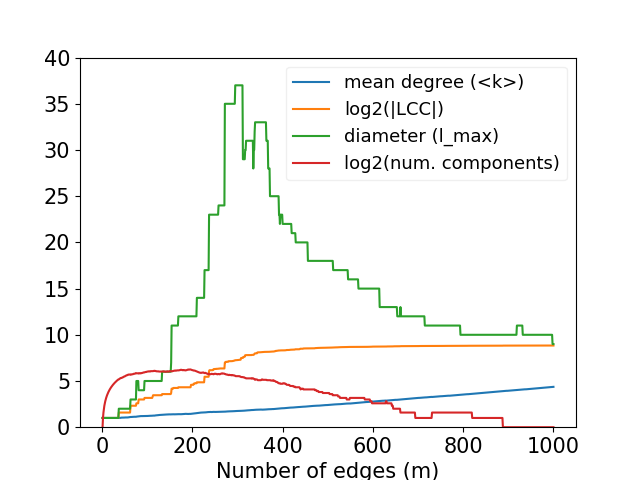 40
35
30
25
20
15
10
5
0
mean degree (<k>)
log2(|LCC|)
diameter (l_max)
log2(num. components)
0 200 400 600 800 1000
Number of edges (m)